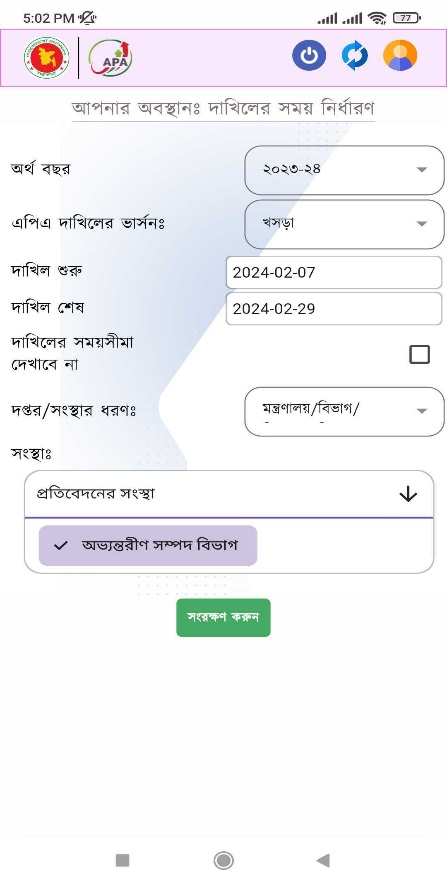 5:02 PM
77
APA
আপনার অবস্থানঃ দাখিলের সময় নির্ধারণ
অর্থ বছর
২০২৩-২৪
এপিএ দাখিলের ভার্সনঃ
খসড়া
দাখিল শুরু
2024-02-07
দাখিল শেষ
2024-02-29
দাখিলের সময়সীমা
দেখাবে না
দপ্তর/সংস্থার ধরণঃ
মন্ত্রণালয়/বিভাগ/
সংস্থাঃ
প্রতিবেদনের সংস্থা
অভ্যন্তরীণ সম্পদ বিভাগ
সংরক্ষণ করুন